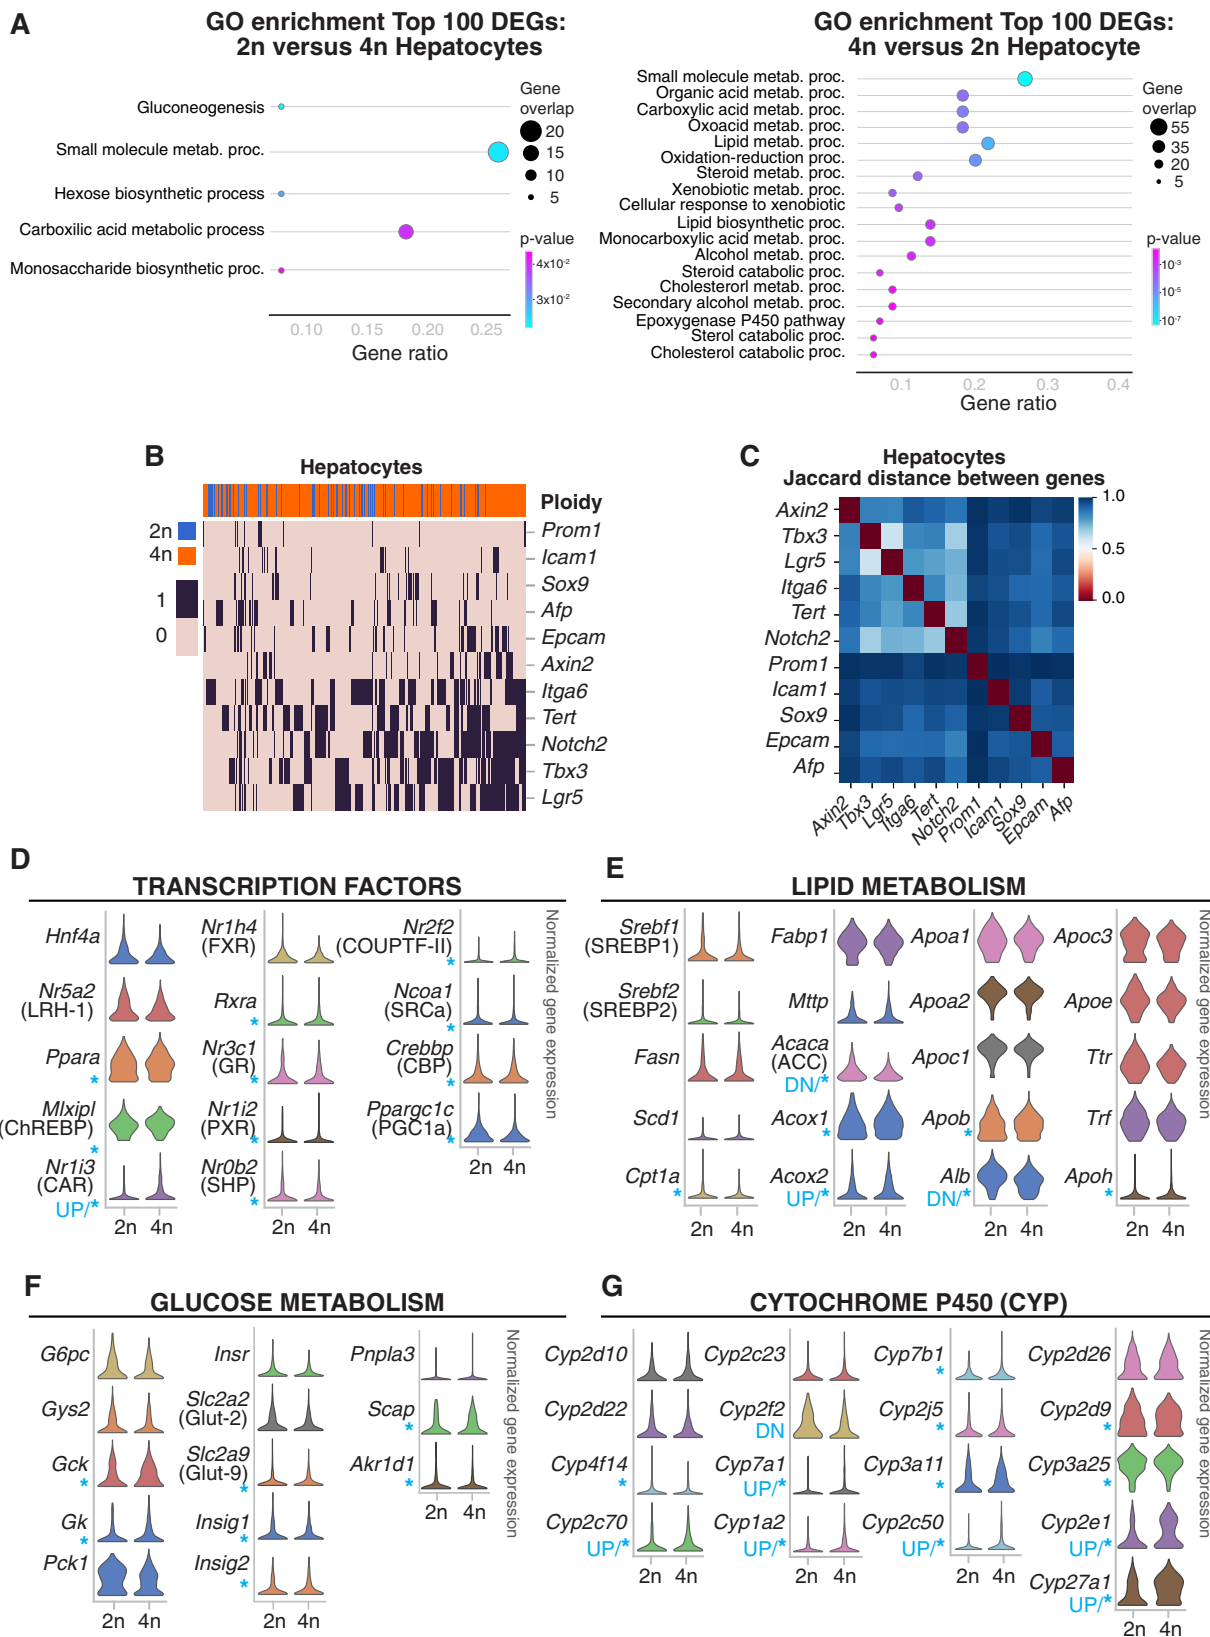 A
GO enrichment Top 100 DEGs:
2n versus 4n Hepatocytes
Gluconeogenesis
Small molecule metab. proc.
Hexose biosynthetic process
Carboxilic acid metabolic process
Monosaccharide biosynthetic proc.
0.10 0.15 0.20 0.25
Gene ratio
Gene
overlap
20
15
10
5
p-value
4x10-2
3x10-2
GO enrichment Top 100 DEGs:
4n versus 2n Hepatocyte
Small molecule metab. proc.
Organic acid metab. proc.
Carboxylic acid metab. proc.
Oxoacid metab. proc.
Lipid metab. proc.
Oxidation-reduction proc.
Steroid metab. proc.
Xenobiotic metab. proc.
Cellular response to xenobiotic
Lipid biosynthetic proc.
Monocarboxylic acid metab. proc.
Alcohol metab. proc.
Steroid catabolic proc.
Cholesterorl metab. proc.
Secondary alcohol metab. proc.
Epoxygenase P450 pathway
Sterol catabolic proc.
Cholesterol catabolic proc.
0.1 0.2 0.3 0.4
Gene ratio
Gene
overlap
55
35
20
5
p-value
10-3
10-5
10-7
B
Hepatocytes
Ploidy
2n
4n
1
0
Prom1
Icam1
Sox9
Afp
Epcam
Axin2
Itga6
Tert
Notch2
Tbx3
Lgr5
C
Hepatocytes
Jaccard distance between genes
Axin2
Tbx3
Lgr5
Itga6
Tert
Notch2
Prom1
Icam1
Sox9
Epcam
Afp
Axin2 Tbx3 Lgr5 Itga6 Tert Notch2 Prom1 Icam1 Sox9 Epcam Afp
1.0
0.5
0.0
D
TRANSCRIPTION FACTORS
Hnf4a
Nr5a2
(LRH-1)
Ppara
*
Mlxipl
(ChREBP)
*
Nr1i3
(CAR)
UP/*
2n 4n
Nr1h4
(FXR)
Rxra
*
Nr3c1
(GR)
*
Nr1i2
(PXR)
*
Nr0b2
(SHP)
*
2n 4n
Nr2f2
(COUPTF-II)
*
Ncoa1
(SRCa)
*
Crebbp
(CBP)
*
Ppargc1c
(PGC1a)
*
2n 4n
Normalized gene expression
E
LIPID METABOLISM
Srebf1
(SREBP1)
Srebf2
(SREBP2)
Fasn
Scd1
Cpt1a
*
2n 4n
Fabp1
Mttp
Acaca
(ACC)
DN/*
Acox1
*
Acox2
UP/*
2n 4n
Apoa1
Apoa2
Apoc1
Apob
*
Alb
DN/*
2n 4n
Apoc3
Apoe
Ttr
Trf
Apoh
*
2n 4n
Normalized gene expression
F
GLUCOSE METABOLISM
G6pc
Gys2
Gck
*
Gk
*
Pck1
2n 4n
Insr
Slc2a2
(Glut-2)
Slc2a9
(Glut-9)
*
Insig1
*
Insig2
*
2n 4n
Pnpla3
Scap
*
Akr1d1
*
2n 4n
Normalized gene expression
G
CYTOCHROME P450 (CYP)
Cyp2d10
Cyp2d22
Cyp4f14
*
Cyp2c70
UP/*
2n 4n
Cyp2c23
Cyp2f2
DN
Cyp7a1
UP/*
Cyp1a2
UP/*
2n 4n
Cyp7b1
*
Cyp2j5
*
Cyp3a11
*
Cyp2c50
UP/*
2n 4n
Cyp2d26
Cyp2d9
*
Cyp3a25
*
Cyp2e1
UP/*
Cyp27a1
UP/*
2n 4n
Normalized gene expression